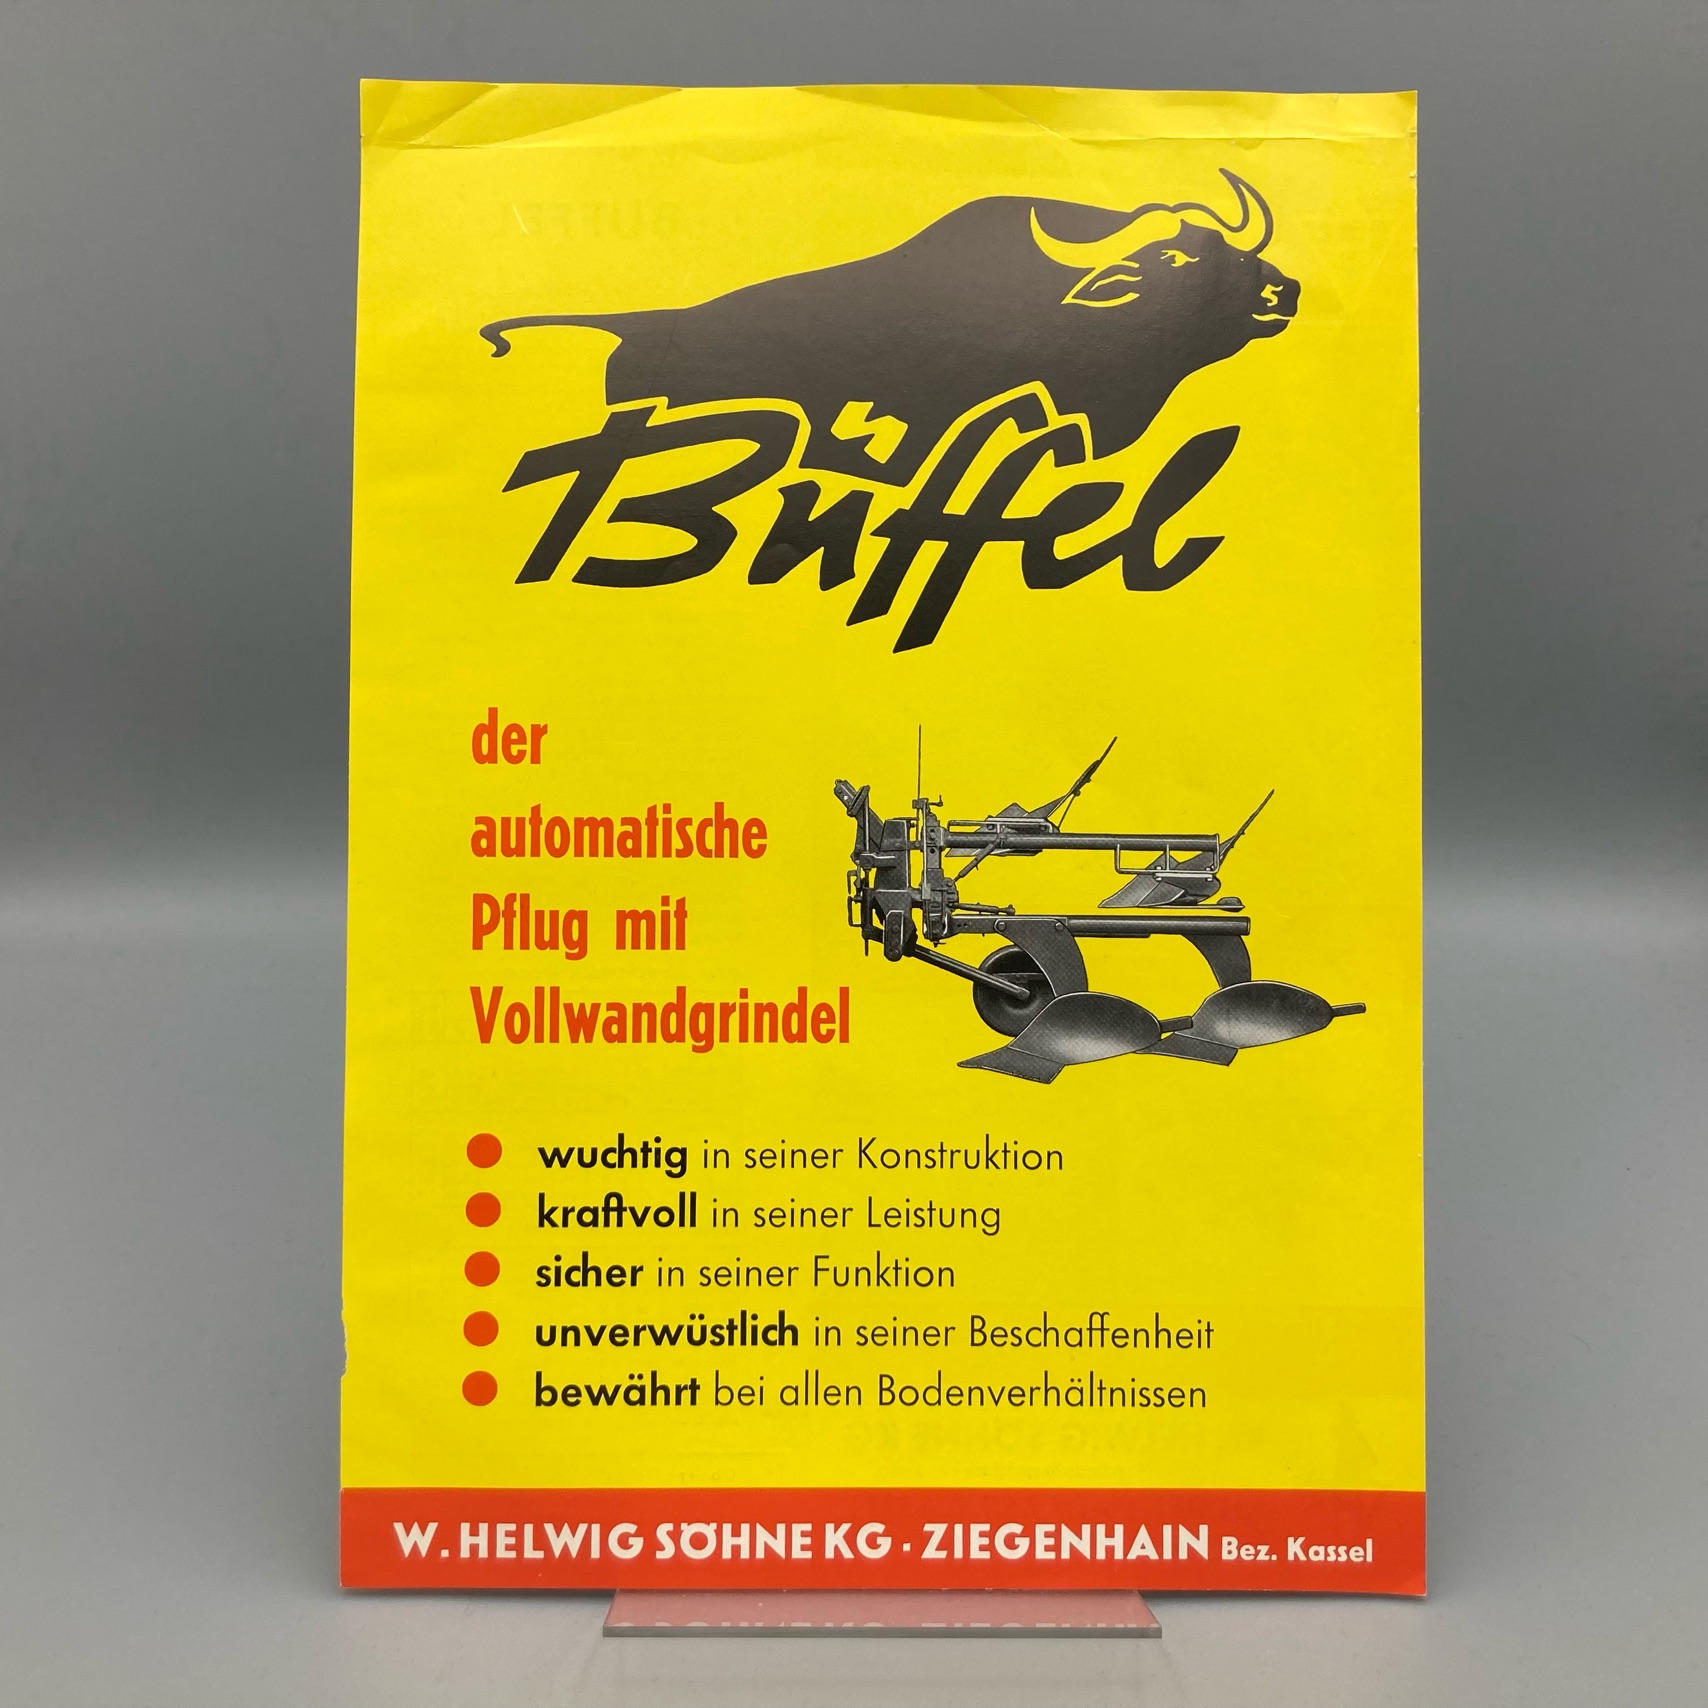 Büffel
der
automatische
Pflug mit
Vollwandgrindel
wuchtig in seiner Konstruktion
kraftvoll in seiner Leistung
sicher in seiner Funktion
unverwüstlich in seiner Beschaffenheit
bewährt bei allen Bodenverhältnissen
W. HELWIG SÖHNE KG · ZIEGENHAIN Bez. Kassel